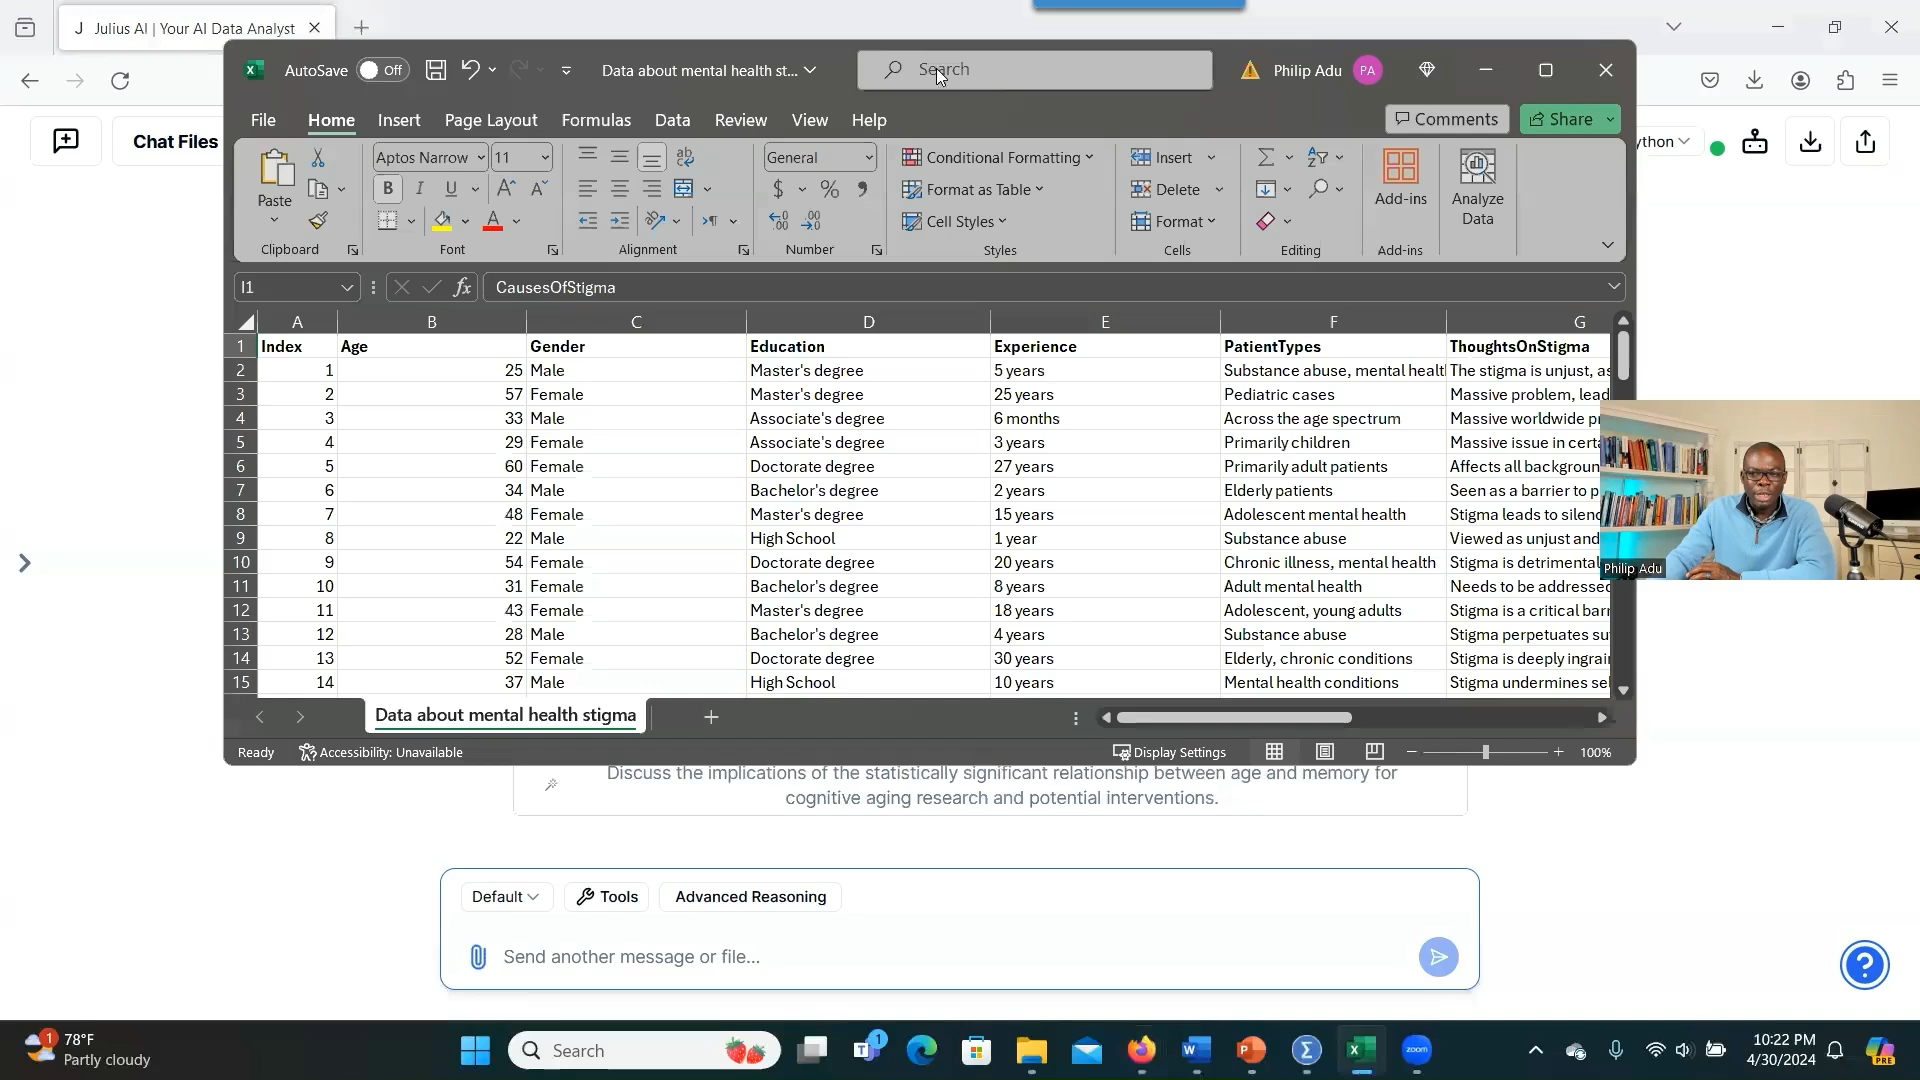 J Julius AI | Your AI Data Analyst
AutoSave Off Data about mental health st... Search Philip Adu PA
File Home Insert Page Layout Formulas Data Review View Help Comments Share
Chat Files
ython
Paste
Clipboard
Aptos Narrow 11
B I U A A
A
Font
ab
Alignment
General
$ % 9
Number
Conditional Formatting
Format as Table
Cell Styles
Styles
Insert
Delete
Format
Cells
Editing
Add-ins
Add-ins
Analyze
Data
I1 fx CausesOfStigma
A B C D E F G
1 Index Age Gender Education Experience PatientTypes ThoughtsOnStigma
2 1 25 Male Master's degree 5 years Substance abuse, mental healt The stigma is unjust, as
3 2 57 Female Master's degree 25 years Pediatric cases Massive problem, lead
4 3 33 Male Associate's degree 6 months Across the age spectrum Massive worldwide p
5 4 29 Female Associate's degree 3 years Primarily children Massive issue in certa
6 5 60 Female Doctorate degree 27 years Primarily adult patients Affects all backgroun
7 6 34 Male Bachelor's degree 2 years Elderly patients Seen as a barrier to p
8 7 48 Female Master's degree 15 years Adolescent mental health Stigma leads to silenc
9 8 22 Male High School 1 year Substance abuse Viewed as unjust and
10 9 54 Female Doctorate degree 20 years Chronic illness, mental health Stigma is detrimental
11 10 31 Female Bachelor's degree 8 years Adult mental health Needs to be addressed
12 11 43 Female Master's degree 18 years Adolescent, young adults Stigma is a critical barr
13 12 28 Male Bachelor's degree 4 years Substance abuse Stigma perpetuates su
14 13 52 Female Doctorate degree 30 years Elderly, chronic conditions Stigma is deeply ingrain
15 14 37 Male High School 10 years Mental health conditions Stigma undermines sel
Philip Adu
Data about mental health stigma
Ready Accessibility: Unavailable Display Settings 100%
Discuss the implications of the statistically significant relationship between age and memory for
cognitive aging research and potential interventions.
Default Tools Advanced Reasoning
Send another message or file...
?
1 78°F
Partly cloudy
Search
T 1
W
P
Σ
X
zoom
10:22 PM
4/30/2024
PRE